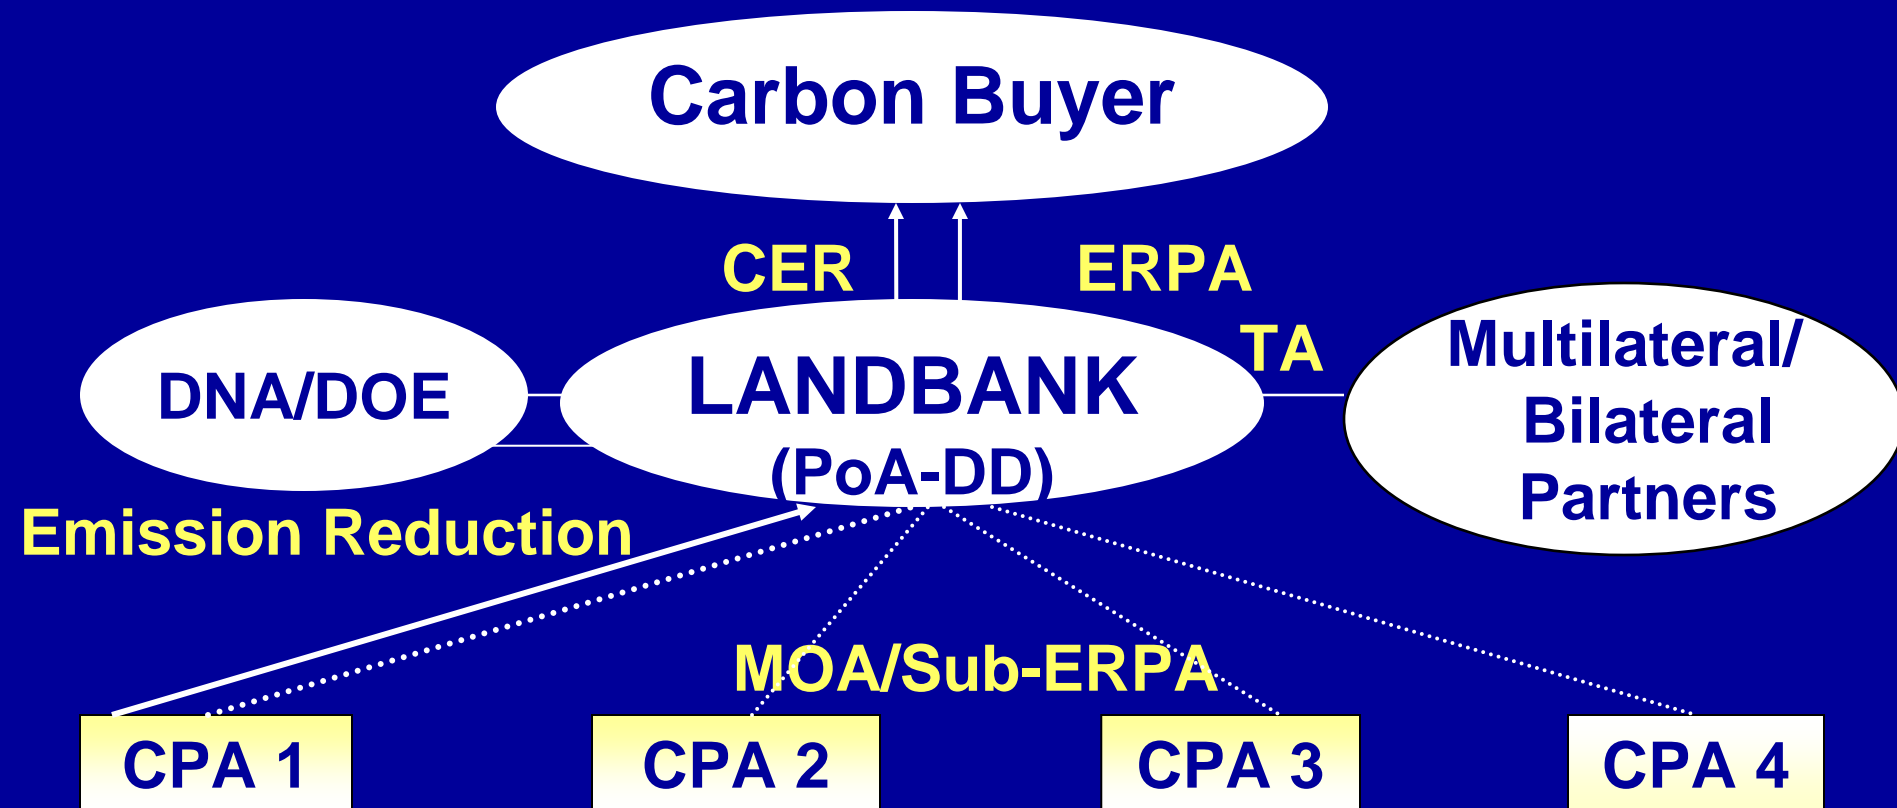 Carbon Buyer
CER
ERPA
TA
DNA/DOE
LANDBANK
(PoA-DD)
Multilateral/
Bilateral
Partners
Emission Reduction
MOA/Sub-ERPA
CPA 1
CPA 2
CPA 3
CPA 4